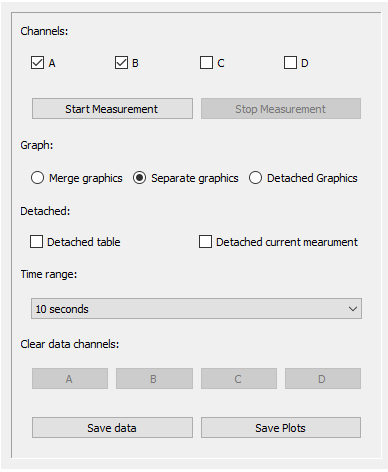 Channels:
A B C D
Start Measurement Stop Measurement
Graph:
Merge graphics Separate graphics Detached Graphics
Detached:
Detached table Detached current mearument
Time range:
10 seconds
Clear data channels:
A B C D
Save data Save Plots